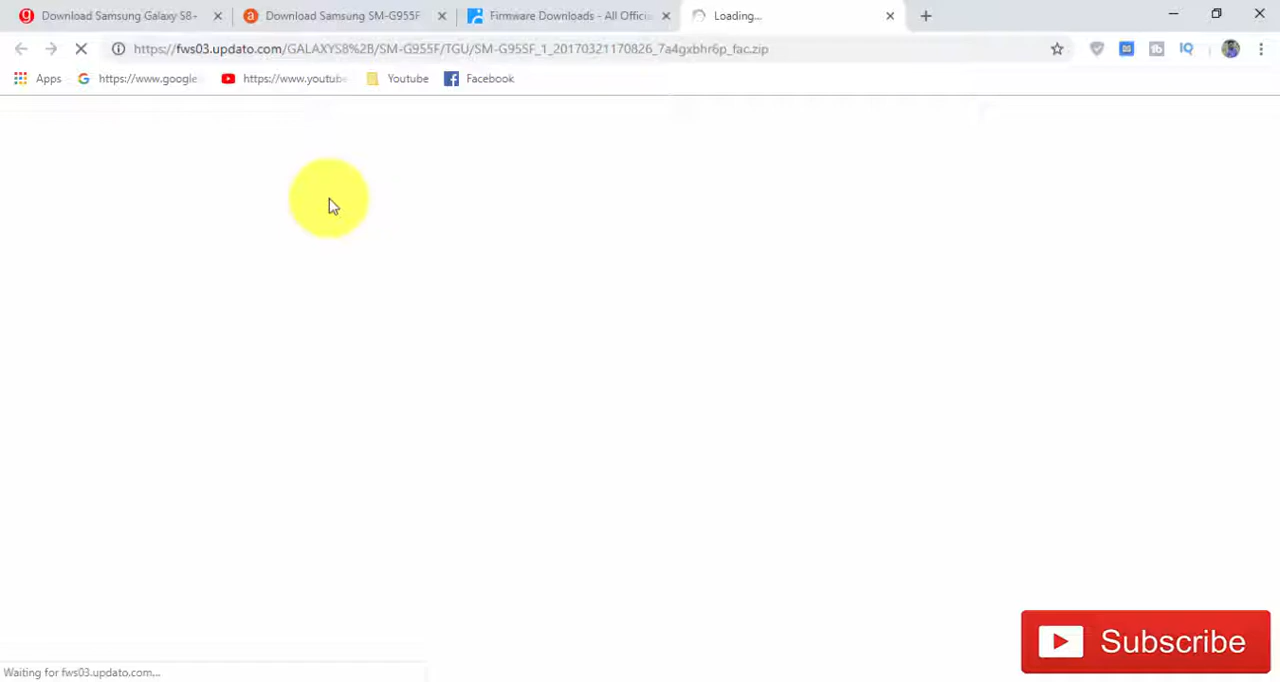 Download Samsung Galaxy S8+
Download Samsung SM-G955F
Firmware Downloads - All Offici
Loading...
https://fws03.updato.com/GALAXYS8%2B/SM-G955F/TGU/SM-G955F_1_20170321170826_7a4gxbhr6p_fac.zip
Apps
https://www.google
https://www.youtube
Youtube
Facebook
Subscribe
Waiting for fws03.updato.com...